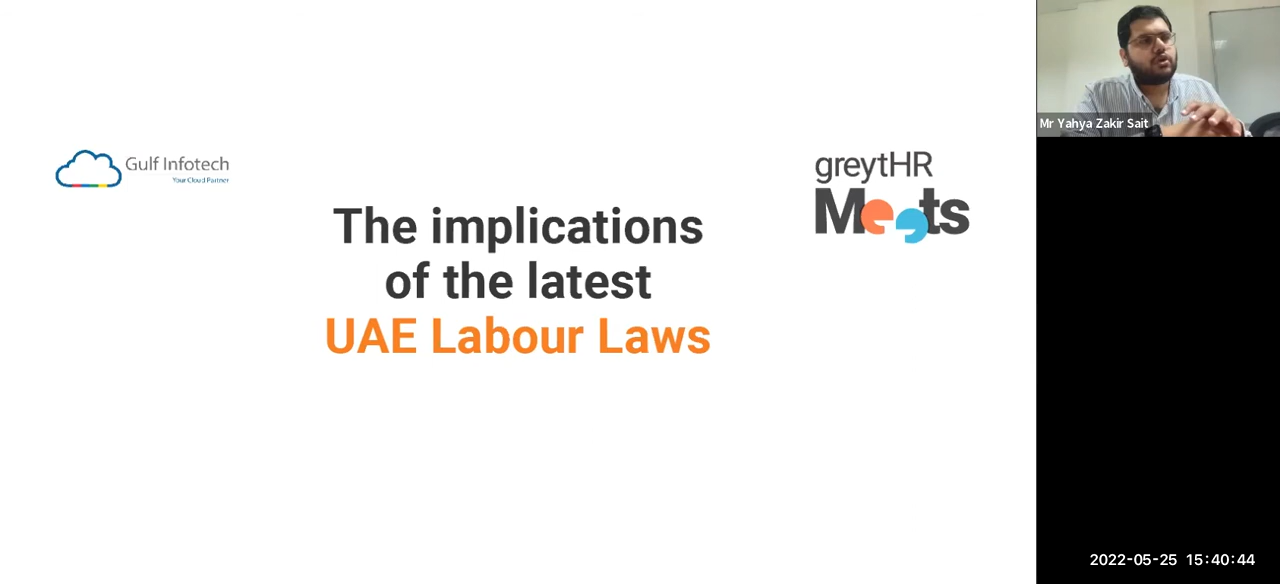 Gulf Infotech
Your Cloud Partner
greytHR
Meets
The implications
of the latest
UAE Labour Laws
Mr Yahya Zakir Sait
2022-05-25 15:40:44